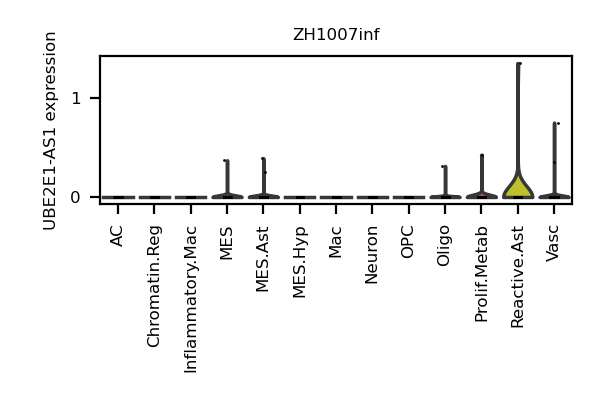 ZH1007inf
UBE2E1-AS1 expression
1
0
AC
Chromatin.Reg
Inflammatory.Mac
MES
MES.Ast
MES.Hyp
Mac
Neuron
OPC
Oligo
Prolif.Metab
Reactive.Ast
Vasc